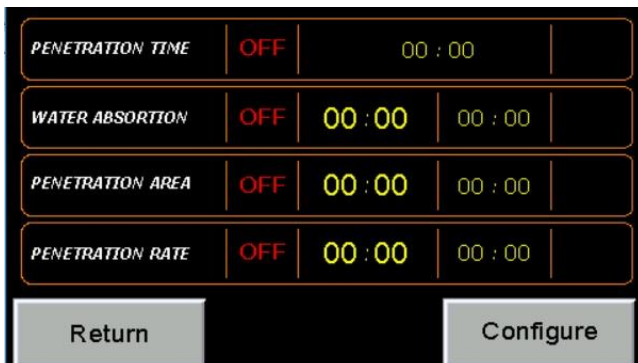 PENETRATION TIME OFF 00 : 00
WATER ABSORTION OFF 00 : 00 00 : 00
PENETRATION AREA OFF 00 : 00 00 : 00
PENETRATION RATE OFF 00 : 00 00 : 00
Return Configure